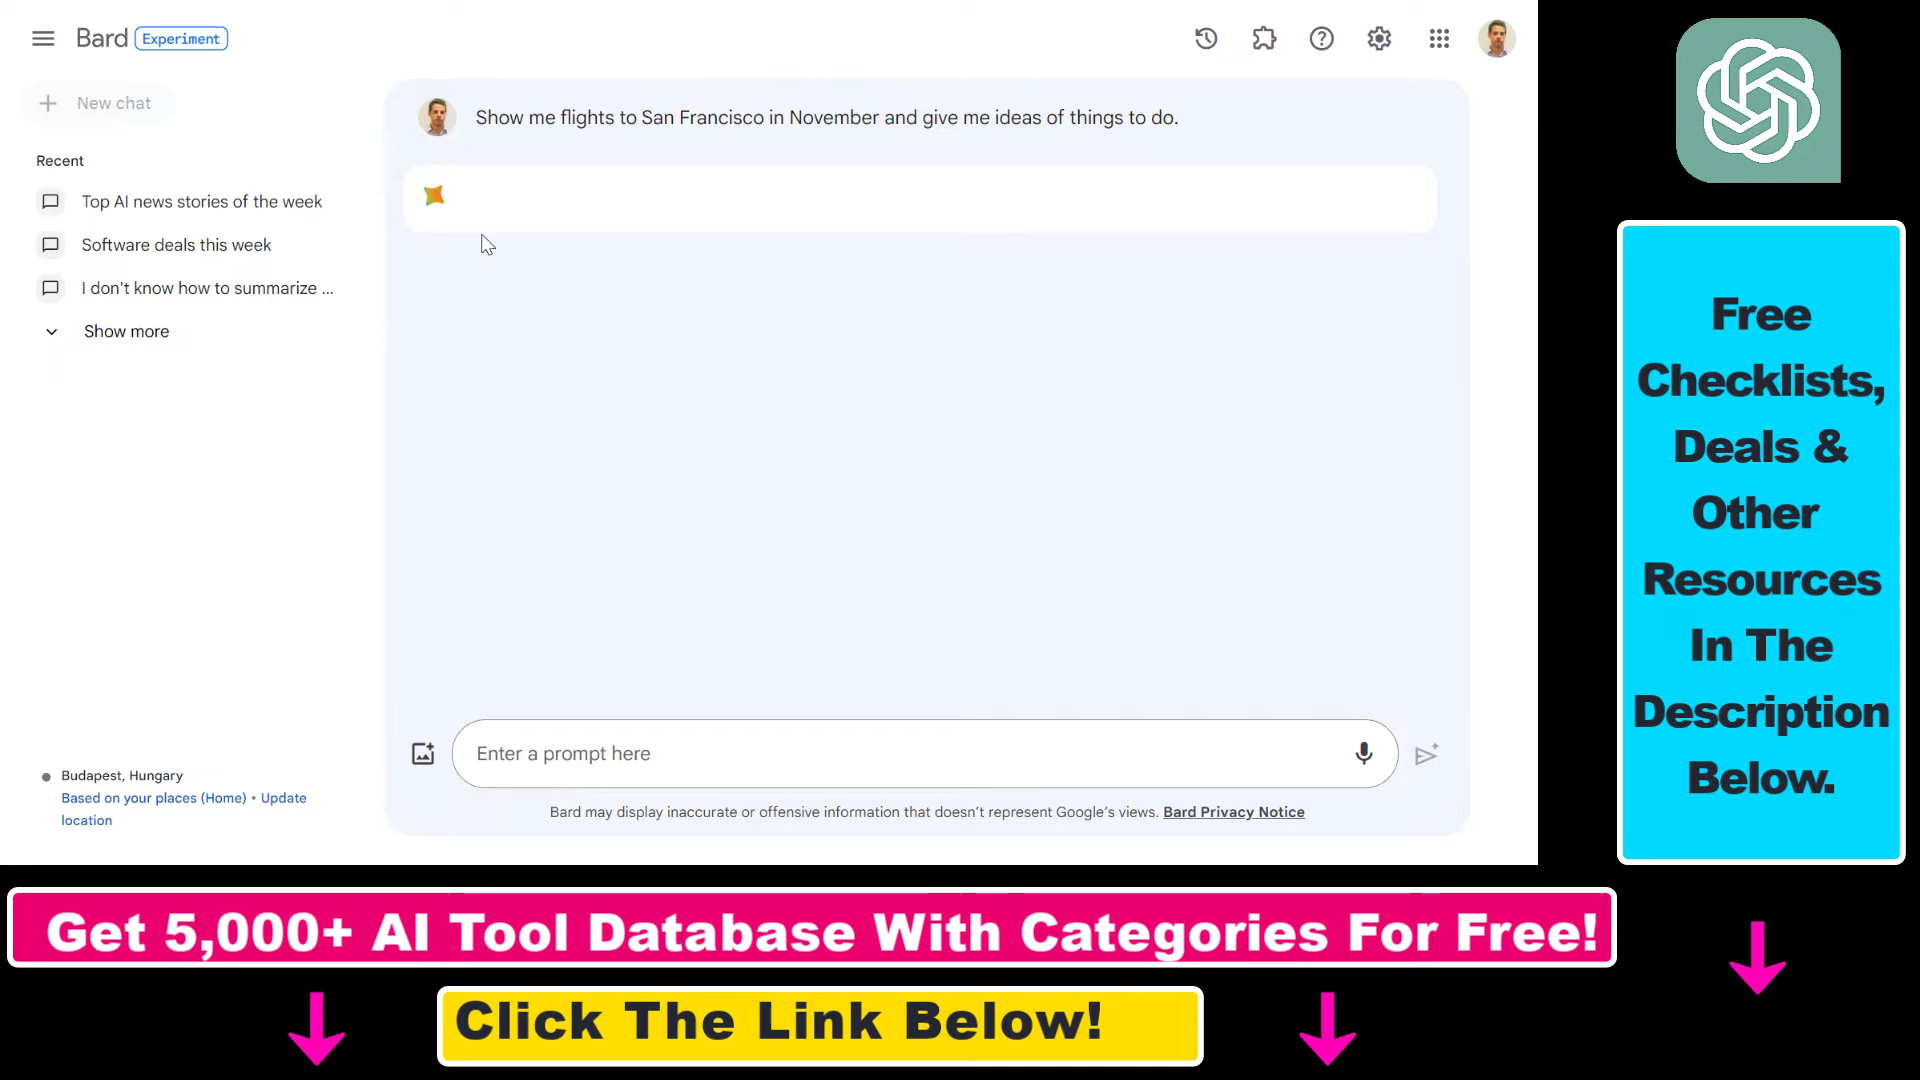 Bard Experiment
New chat
Recent
Top AI news stories of the week
Software deals this week
I don't know how to summarize ...
Show more
Budapest, Hungary
Based on your places (Home) • Update
location
Show me flights to San Francisco in November and give me ideas of things to do.
Enter a prompt here
Bard may display inaccurate or offensive information that doesn't represent Google's views. Bard Privacy Notice
Free
Checklists,
Deals &
Other
Resources
In The
Description
Below.
Get 5,000+ AI Tool Database With Categories For Free!
Click The Link Below!